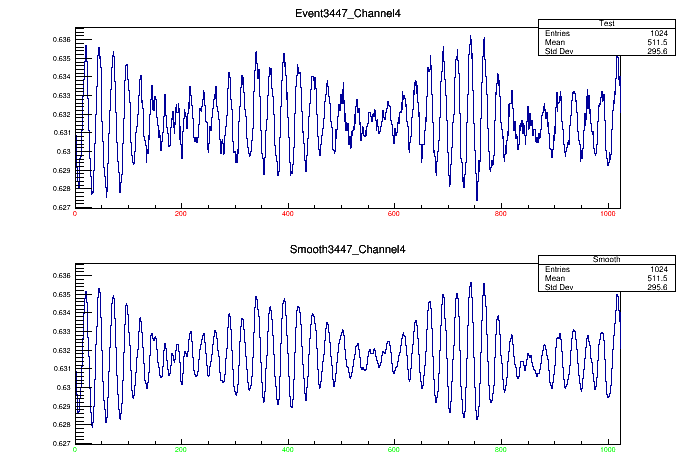 Event3447_Channel4
Test
Entries 1024
Mean 511.5
Std Dev 295.6
0.636
0.635
0.634
0.633
0.632
0.631
0.63
0.629
0.628
0.627
0 200 400 600 800 1000
Smooth3447_Channel4
Smooth
Entries 1024
Mean 511.5
Std Dev 295.6
0.636
0.635
0.634
0.633
0.632
0.631
0.63
0.629
0.628
0.627
0 200 400 600 800 1000